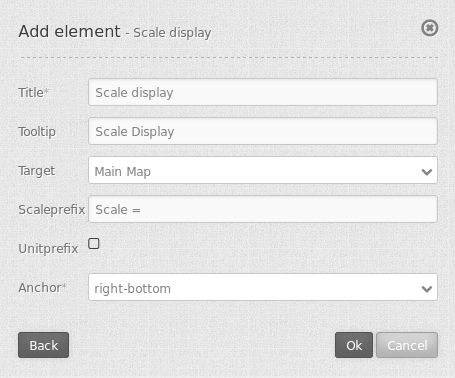 Add element - Scale display
Title* Scale display
Tooltip Scale Display
Target Main Map
Scaleprefix Scale =
Unitprefix
Anchor* right-bottom
Back Ok Cancel